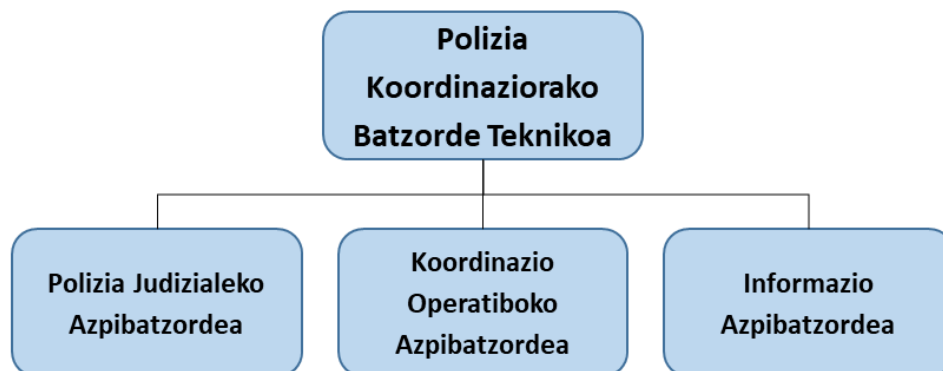 Polizia
Koordinaziorako
Batzorde Teknikoa
Polizia Judizialeko
Azpibatzordea
Koordinazio
Operatiboko
Azpibatzordea
Informazio
Azpibatzordea